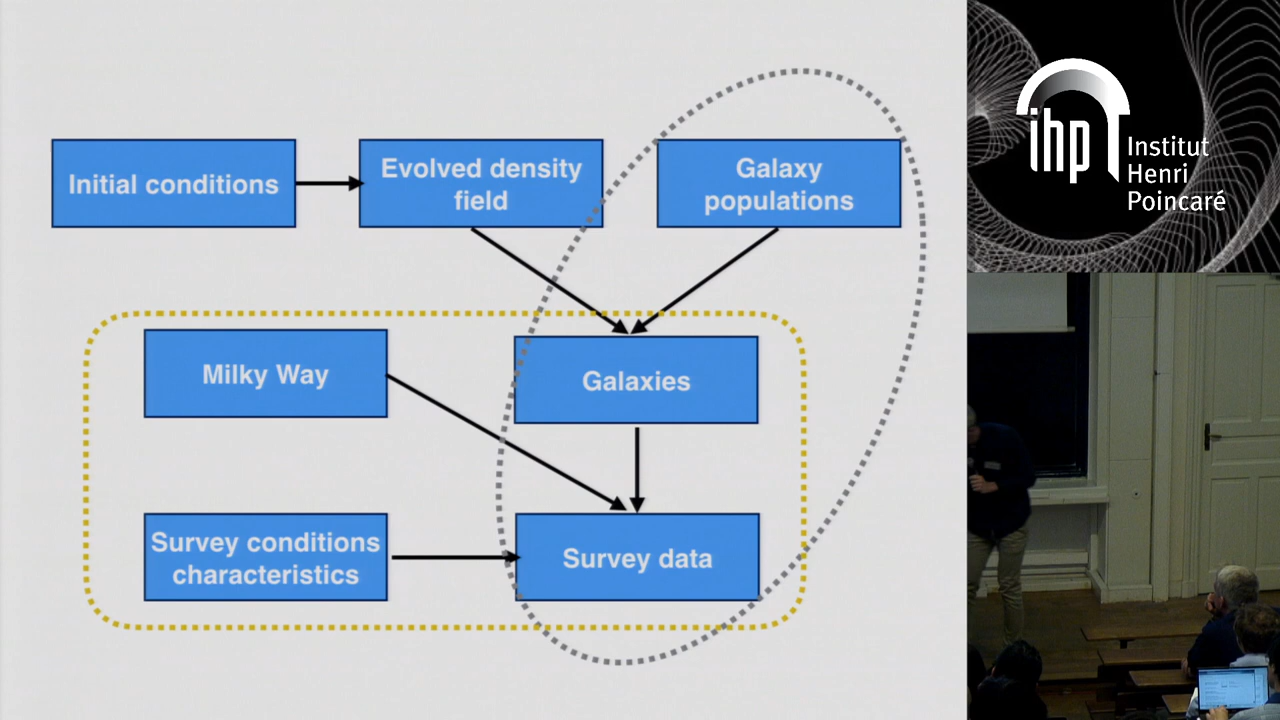 Initial conditions
Evolved density
field
Galaxy
populations
Milky Way
Galaxies
Survey conditions
characteristics
Survey data
ihp
Institut
Henri
Poincaré